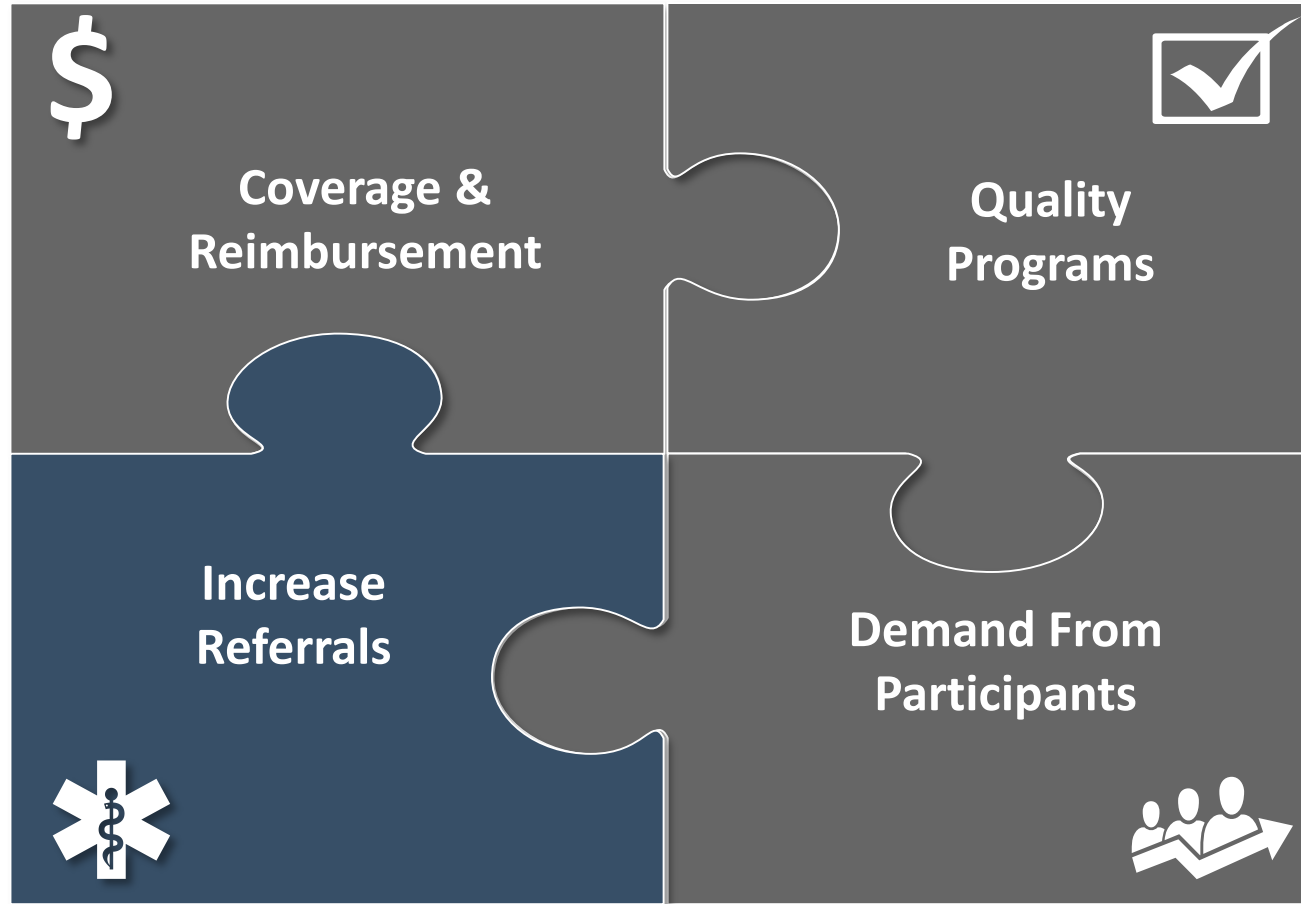 Coverage &
Reimbursement
Quality
Programs
Increase
Referrals
Demand From
Participants